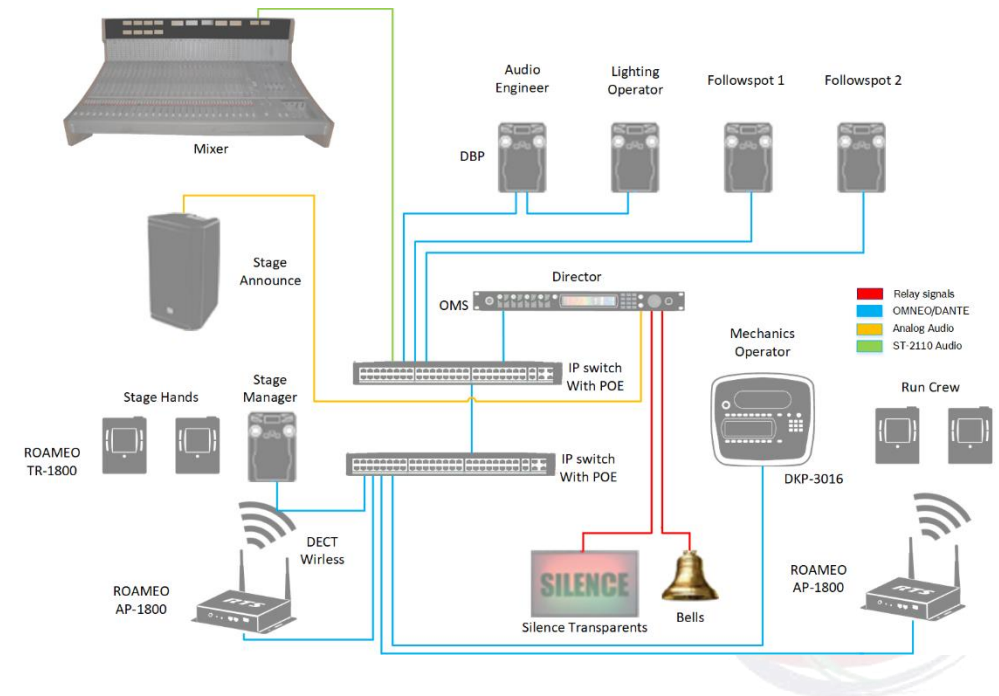 Mixer
Audio
Engineer
Lighting
Operator
Followspot 1
Followspot 2
DBP
Stage
Announce
Director
OMS
Relay signals
OMNEO/DANTE
Analog Audio
ST-2110 Audio
Mechanics
Operator
IP switch
With POE
Stage Hands
Stage
Manager
Run Crew
ROAMEO
TR-1800
IP switch
With POE
DKP-3016
DECT
Wirless
ROAMEO
AP-1800
RTS
SILENCE
Silence Transparents
Bells
ROAMEO
AP-1800
RTS